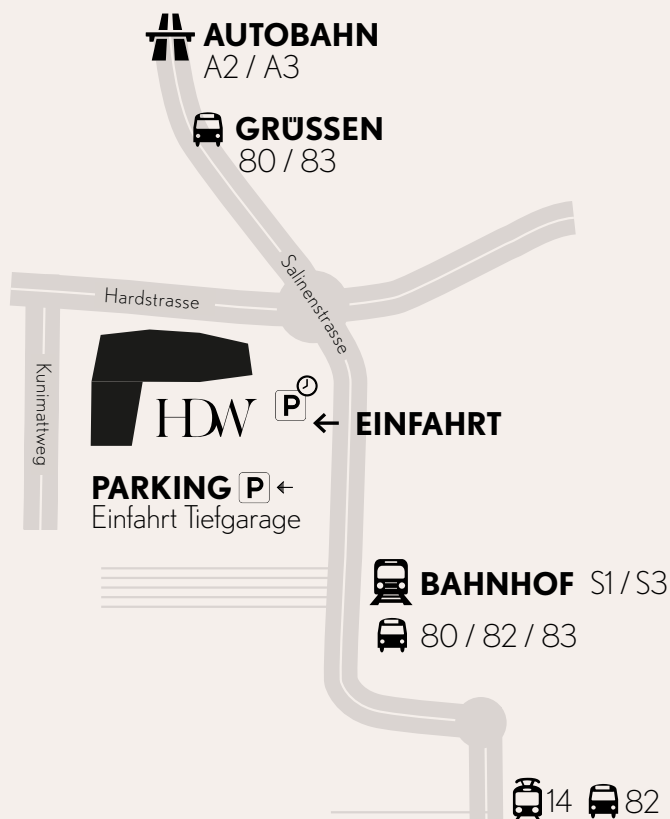 AUTOBAHN
A2 / A3
GRÜSSEN
80 / 83
Salinenstrasse
Hardstrasse
Kunimattweg
HDW
P
← EINFAHRT
PARKING P ←
Einfahrt Tiefgarage
BAHNHOF S1 / S3
80 / 82 / 83
14 82